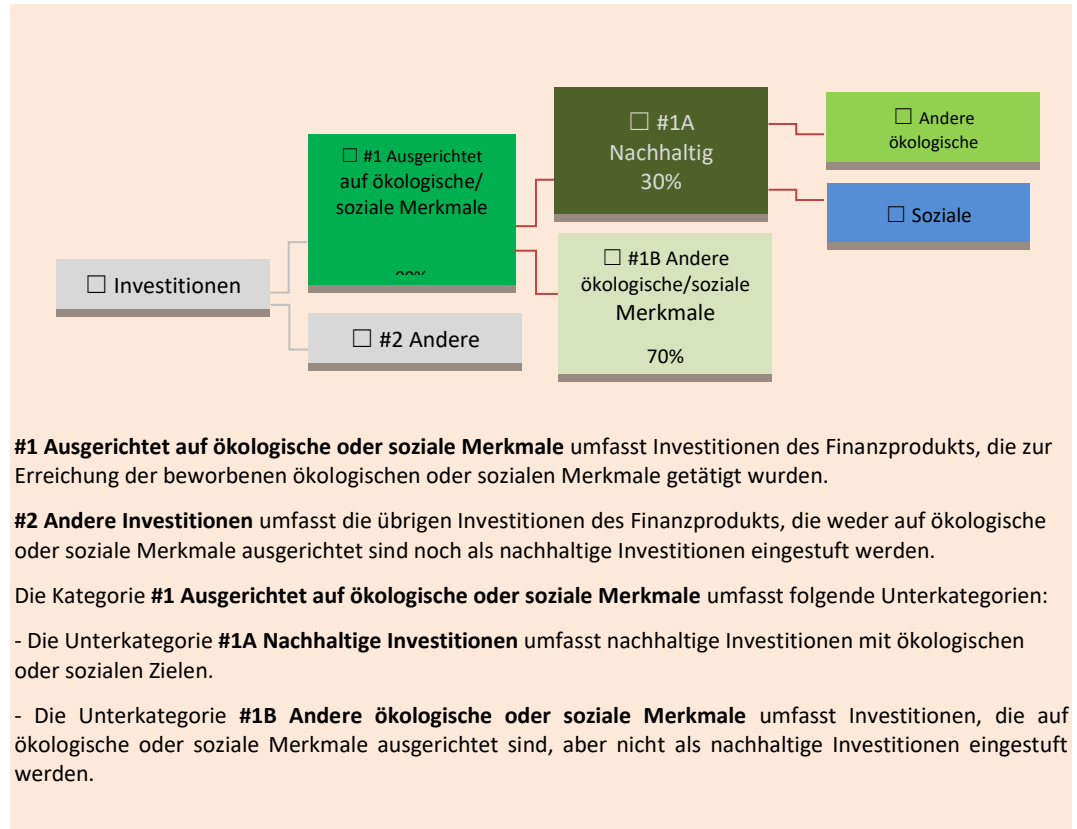 ☐ #1A
Nachhaltig
30%
☐ Andere
ökologische
☐ #1 Ausgerichtet
auf ökologische/
soziale Merkmale
☐ Soziale
☐ #1B Andere
ökologische/soziale
Merkmale
70%
☐ Investitionen
☐ #2 Andere
#1 Ausgerichtet auf ökologische oder soziale Merkmale umfasst Investitionen des Finanzprodukts, die zur
Erreichung der beworbenen ökologischen oder sozialen Merkmale getätigt wurden.
#2 Andere Investitionen umfasst die übrigen Investitionen des Finanzprodukts, die weder auf ökologische
oder soziale Merkmale ausgerichtet sind noch als nachhaltige Investitionen eingestuft werden.
Die Kategorie #1 Ausgerichtet auf ökologische oder soziale Merkmale umfasst folgende Unterkategorien:
- Die Unterkategorie #1A Nachhaltige Investitionen umfasst nachhaltige Investitionen mit ökologischen
oder sozialen Zielen.
- Die Unterkategorie #1B Andere ökologische oder soziale Merkmale umfasst Investitionen, die auf
ökologische oder soziale Merkmale ausgerichtet sind, aber nicht als nachhaltige Investitionen eingestuft
werden.